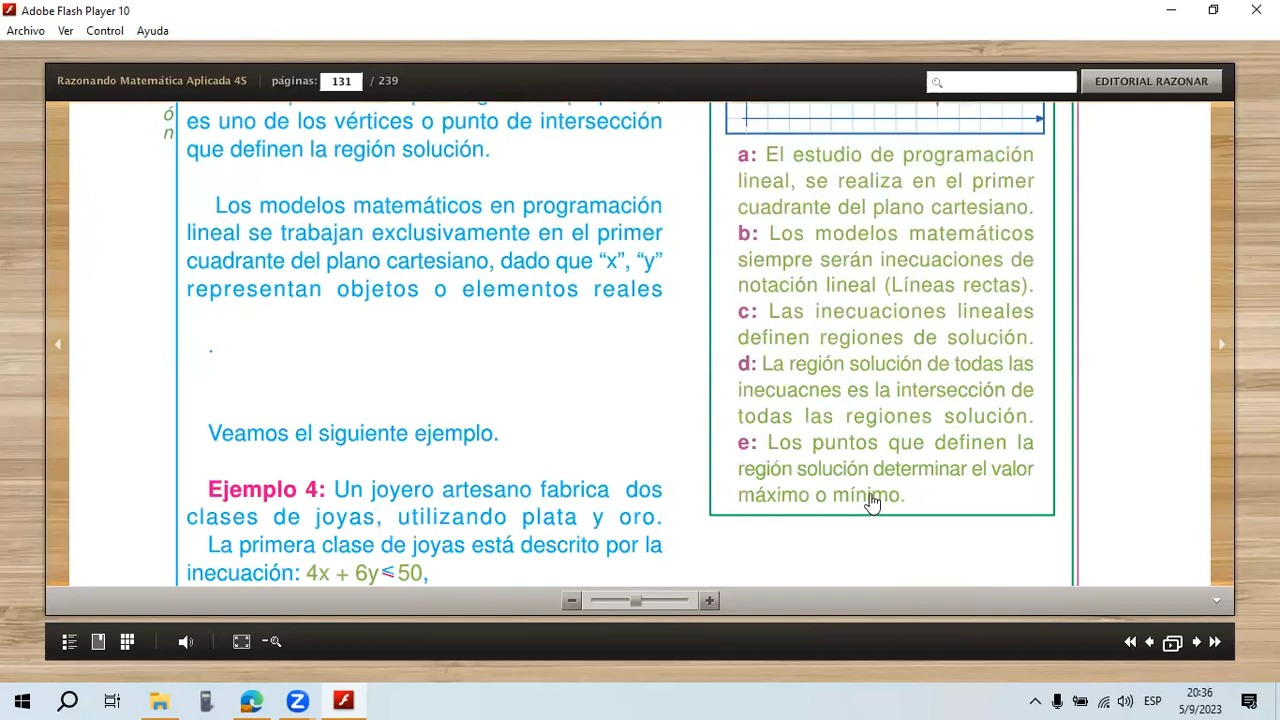 Adobe Flash Player 10
Archivo Ver Control Ayuda
Razonando Matemática Aplicada 4S páginas: 131 / 239
EDITORIAL RAZONAR
ó
n
es uno de los vértices o punto de intersección
que definen la región solución.
Los modelos matemáticos en programación
lineal se trabajan exclusivamente en el primer
cuadrante del plano cartesiano, dado que “x”, “y”
representan objetos o elementos reales
.
Veamos el siguiente ejemplo.
Ejemplo 4: Un joyero artesano fabrica dos
clases de joyas, utilizando plata y oro.
La primera clase de joyas está descrito por la
inecuación: 4x + 6y⩽50,
a: El estudio de programación
lineal, se realiza en el primer
cuadrante del plano cartesiano.
b: Los modelos matemáticos
siempre serán inecuaciones de
notación lineal (Líneas rectas).
c: Las inecuaciones lineales
definen regiones de solución.
d: La región solución de todas las
inecuacnes es la intersección de
todas las regiones solución.
e: Los puntos que definen la
región solución determinar el valor
máximo o mínimo.
ESP
20:36
5/9/2023